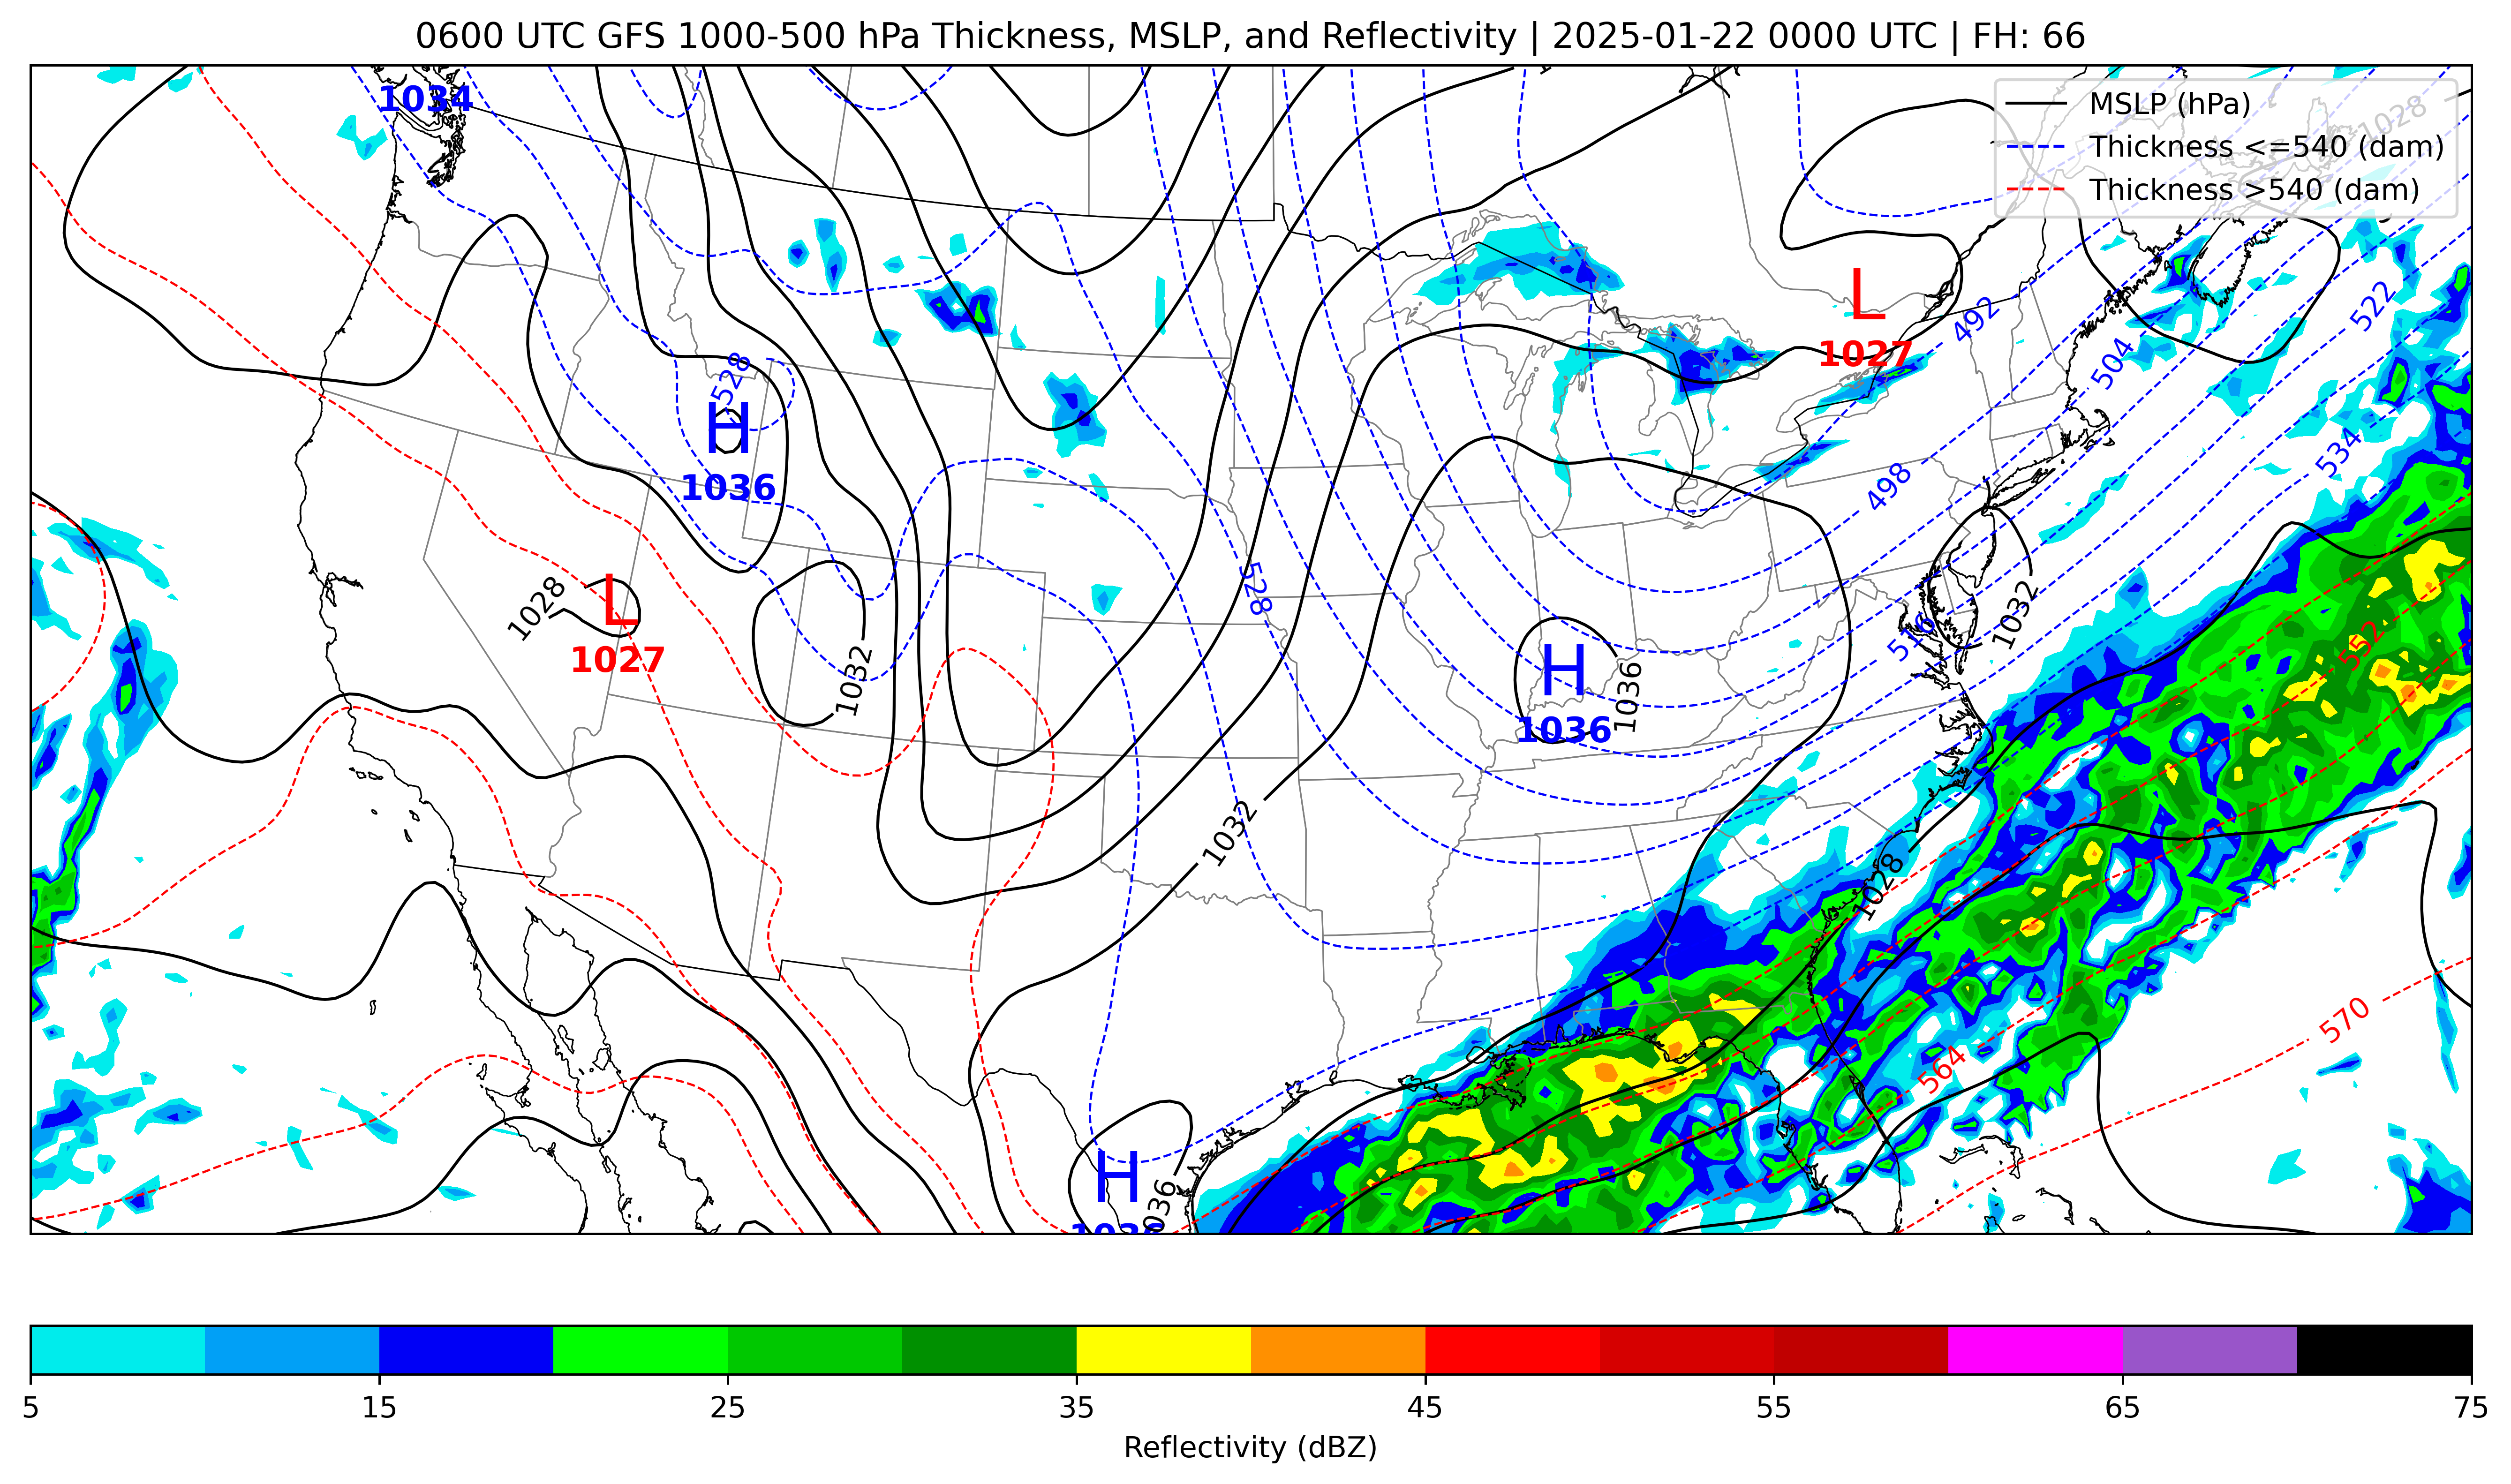 0600 UTC GFS 1000-500 hPa Thickness, MSLP, and Reflectivity | 2025-01-22 0000 UTC | FH: 66
1034
MSLP (hPa)
Thickness <=540 (dam)
Thickness >540 (dam)
1028
L
1027
492
522
504
528
H
1036
534
498
528
1028
L
1027
1032
516
1032
552
H
1036
1036
1032
1028
570
564
H
1036
036
5 15 25 35 45 55 65 75
Reflectivity (dBZ)